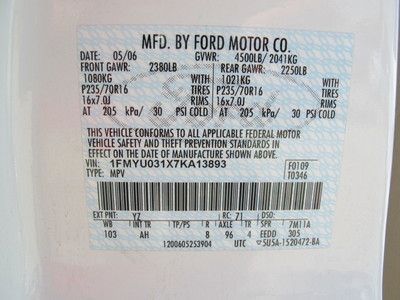 MFD. BY FORD MOTOR CO.
DATE: 05/06 GVWR: 4500LB/ 2041KG
FRONT GAWR: 2380LB REAR GAWR: 2250LB
1080KG WITH 1021KG WITH
P235/70R16 TIRES P235/70R16 TIRES
16x7.0J RIMS 16x7.0J RIMS
AT 205 kPa/ 30 PSI COLD AT 205 kPa/ 30 PSI COLD
THIS VEHICLE CONFORMS TO ALL APPLICABLE FEDERAL MOTOR
VEHICLE SAFETY AND THEFT PREVENTION STANDARDS IN
EFFECT ON THE DATE OF MANUFACTURE SHOWN ABOVE.
VIN: 1FMYU031X7KA13893 F0109
TYPE: MPV T0346
EXT PNT: YZ RC: 71 DSO:
WB INT TR TP/PS R AXLE TR SPR 7M11A
103 AH 8 96 4 EEDD 305
1200605253904 UTC 5U5A-1520472-BA